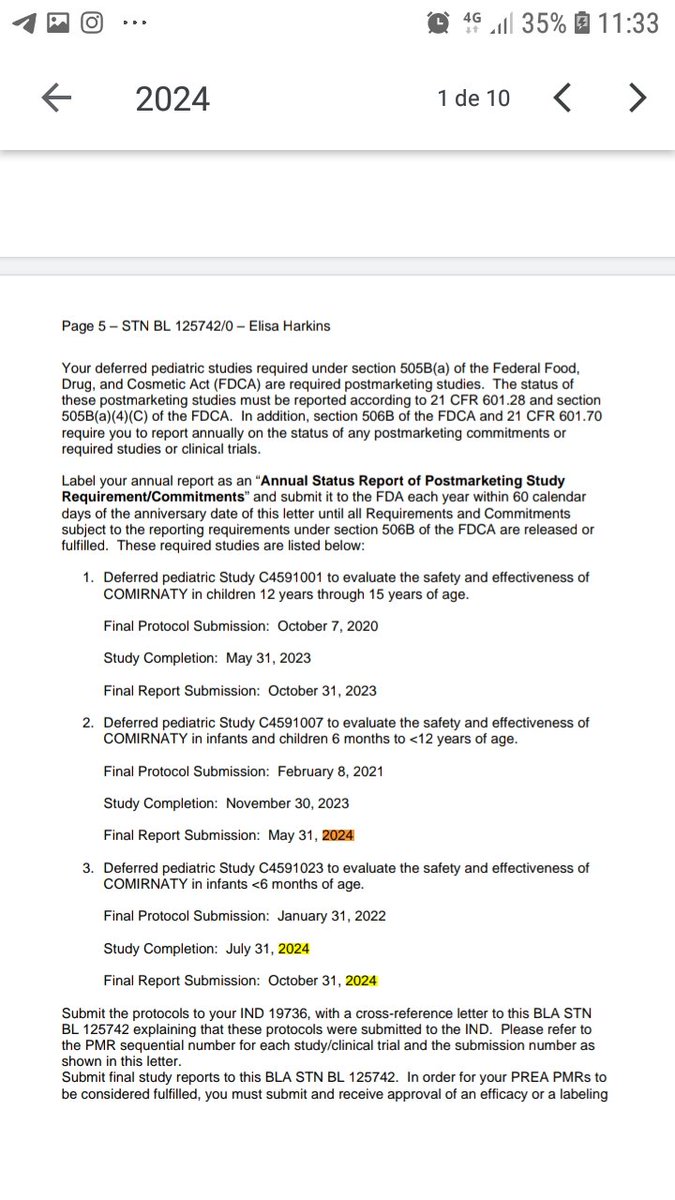 4G 35% 11:33
2024 1 de 10
Page 5 – STN BL 125742/0 – Elisa Harkins
Your deferred pediatric studies required under section 505B(a) of the Federal Food,
Drug, and Cosmetic Act (FDCA) are required postmarketing studies. The status of
these postmarketing studies must be reported according to 21 CFR 601.28 and section
505B(a)(4)(C) of the FDCA. In addition, section 506B of the FDCA and 21 CFR 601.70
require you to report annually on the status of any postmarketing commitments or
required studies or clinical trials.
Label your annual report as an “Annual Status Report of Postmarketing Study
Requirement/Commitments” and submit it to the FDA each year within 60 calendar
days of the anniversary date of this letter until all Requirements and Commitments
subject to the reporting requirements under section 506B of the FDCA are released or
fulfilled. These required studies are listed below:
1. Deferred pediatric Study C4591001 to evaluate the safety and effectiveness of
COMIRNATY in children 12 years through 15 years of age.
Final Protocol Submission: October 7, 2020
Study Completion: May 31, 2023
Final Report Submission: October 31, 2023
2. Deferred pediatric Study C4591007 to evaluate the safety and effectiveness of
COMIRNATY in infants and children 6 months to <12 years of age.
Final Protocol Submission: February 8, 2021
Study Completion: November 30, 2023
Final Report Submission: May 31, 2024
3. Deferred pediatric Study C4591023 to evaluate the safety and effectiveness of
COMIRNATY in infants <6 months of age.
Final Protocol Submission: January 31, 2022
Study Completion: July 31, 2024
Final Report Submission: October 31, 2024
Submit the protocols to your IND 19736, with a cross-reference letter to this BLA STN
BL 125742 explaining that these protocols were submitted to the IND. Please refer to
the PMR sequential number for each study/clinical trial and the submission number as
shown in this letter.
Submit final study reports to this BLA STN BL 125742. In order for your PREA PMRs to
be considered fulfilled, you must submit and receive approval of an efficacy or a labeling